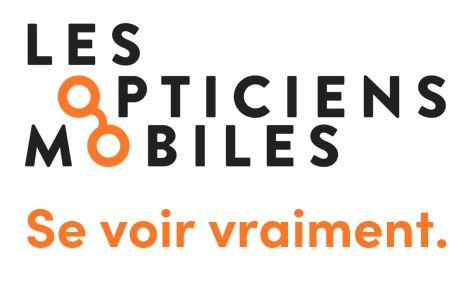 LES
OPTICIENS
MOBILES
Se voir vraiment.